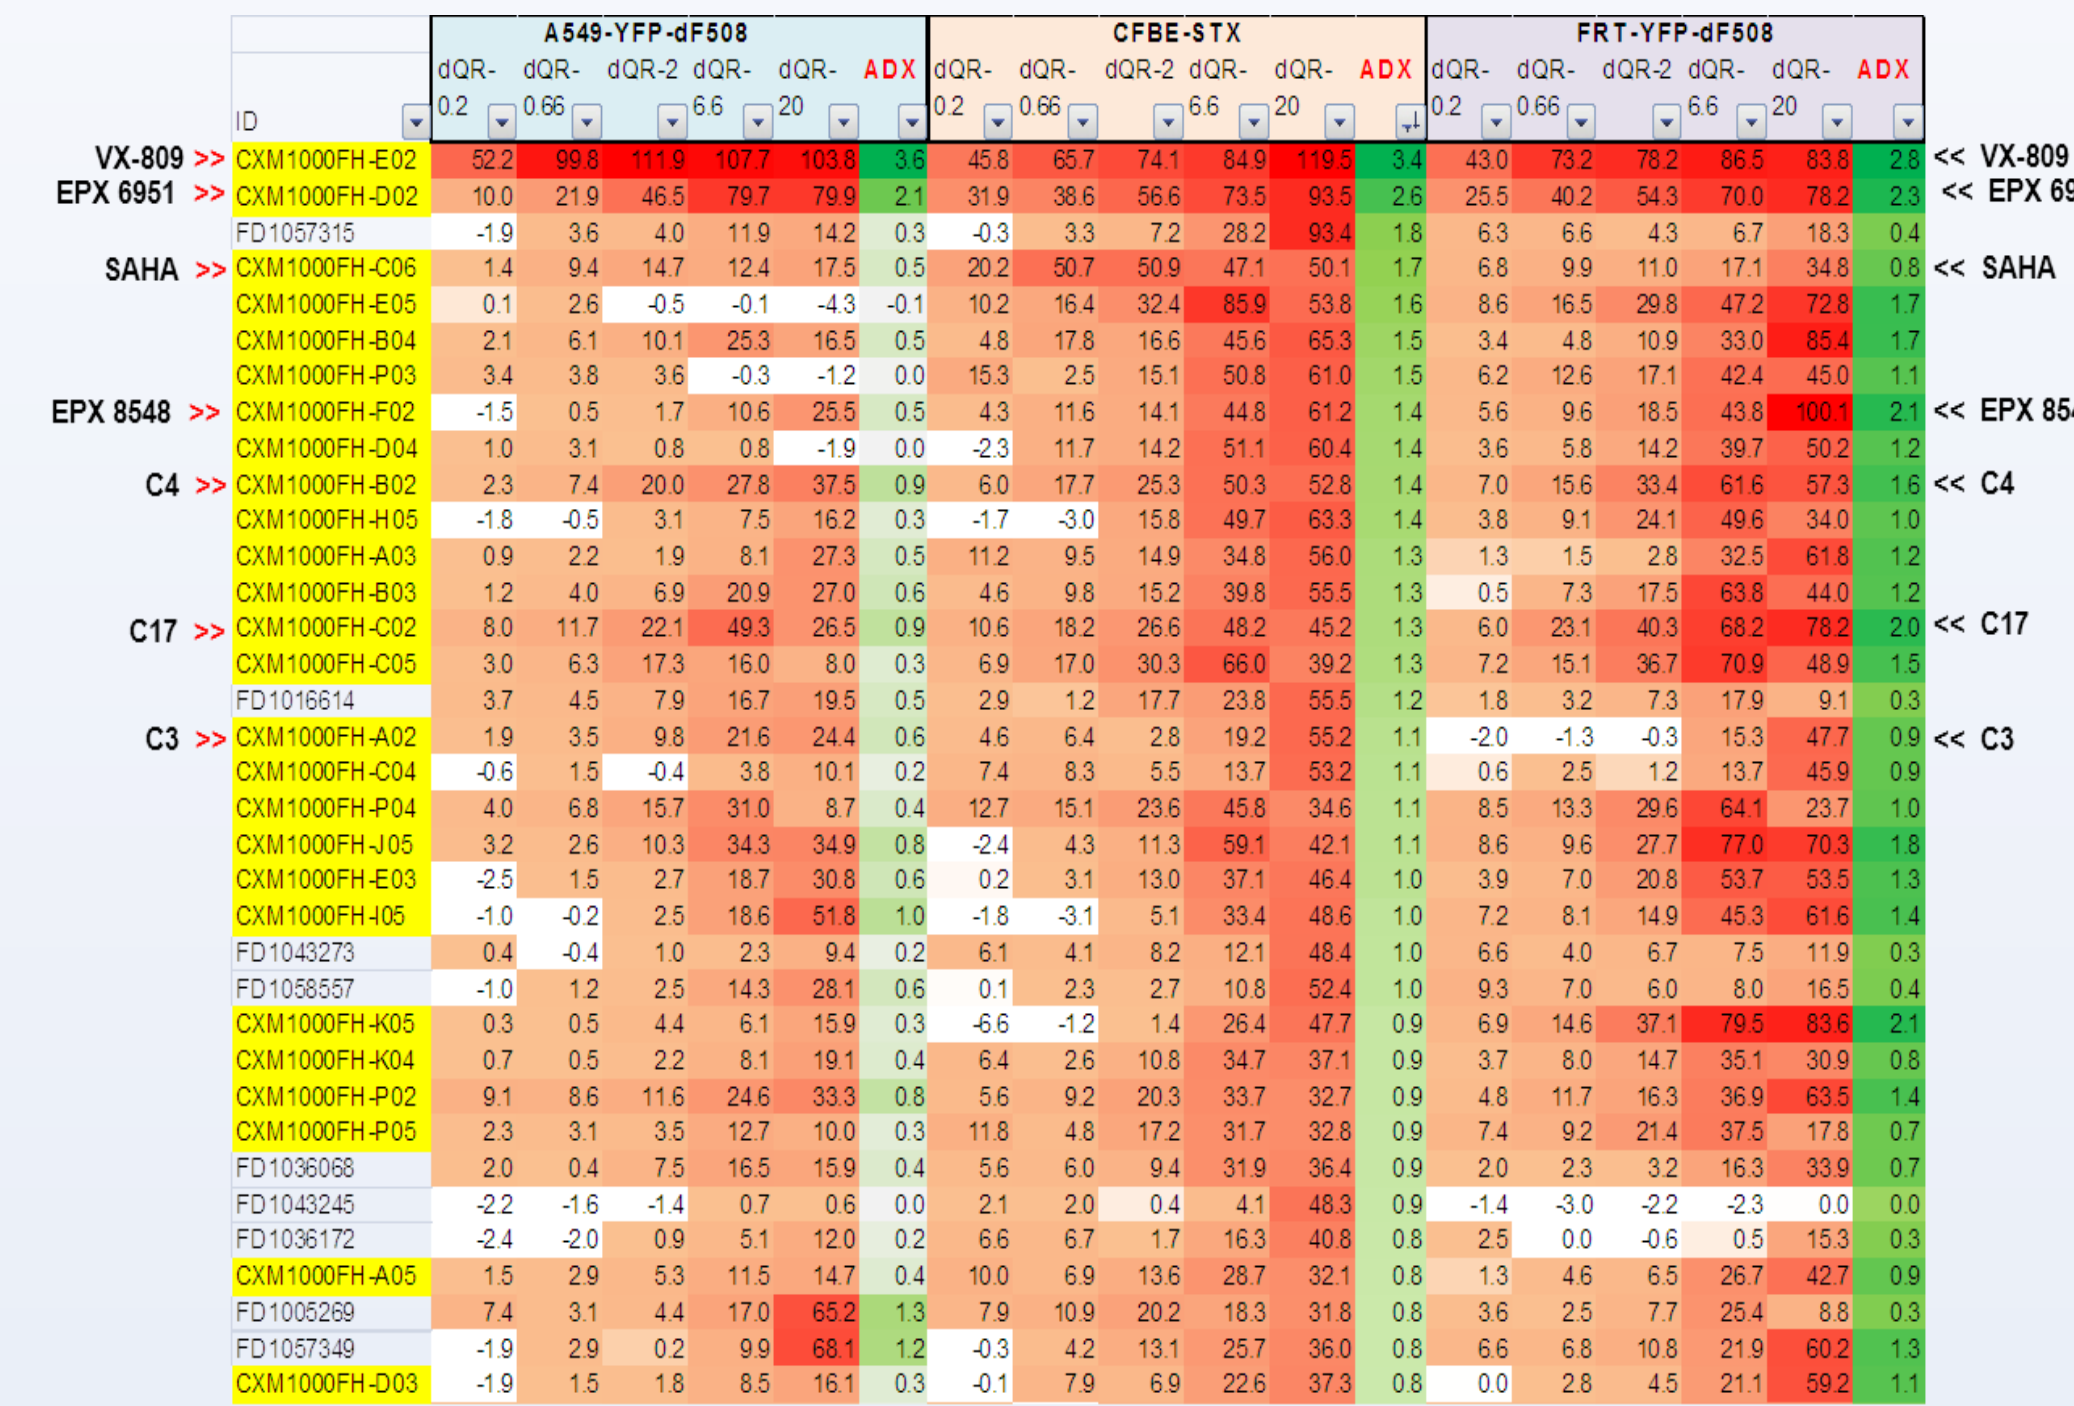 A549-YFP-dF508 CFBE-STX FRT-YFP-dF508
dQR- dQR- dQR-2 dQR- dQR- ADX dQR- dQR- dQR-2 dQR- dQR- ADX dQR- dQR- dQR-2 dQR- dQR- ADX
ID 0.2 0.66 6.6 20 0.2 0.66 6.6 20 0.2 0.66 6.6 20
VX-809 >> CXM1000FH-E02 52.2 99.8 111.9 107.7 103.8 3.6 45.8 65.7 74.1 84.9 119.5 3.4 43.0 73.2 78.2 86.5 83.8 2.8 << VX-809
EPX 6951 >> CXM1000FH-D02 10.0 21.9 46.5 79.7 79.9 2.1 31.9 38.6 56.6 73.5 93.5 2.6 25.5 40.2 54.3 70.0 78.2 2.3 << EPX 69
FD1057315 -1.9 3.6 4.0 11.9 14.2 0.3 -0.3 3.3 7.2 28.2 93.4 1.8 6.3 6.6 4.3 6.7 18.3 0.4
SAHA >> CXM1000FH-C06 1.4 9.4 14.7 12.4 17.5 0.5 20.2 50.7 50.9 47.1 50.1 1.7 6.8 9.9 11.0 17.1 34.8 0.8 << SAHA
CXM1000FH-E05 0.1 2.6 -0.5 -0.1 -4.3 -0.1 10.2 16.4 32.4 85.9 53.8 1.6 8.6 16.5 29.8 47.2 72.8 1.7
CXM1000FH-B04 2.1 6.1 10.1 25.3 16.5 0.5 4.8 17.8 16.6 45.6 65.3 1.5 3.4 4.8 10.9 33.0 85.4 1.7
CXM1000FH-P03 3.4 3.8 3.6 -0.3 -1.2 0.0 15.3 2.5 15.1 50.8 61.0 1.5 6.2 12.6 17.1 42.4 45.0 1.1
EPX 8548 >> CXM1000FH-F02 -1.5 0.5 1.7 10.6 25.5 0.5 4.3 11.6 14.1 44.8 61.2 1.4 5.6 9.6 18.5 43.8 100.1 2.1 << EPX 854
CXM1000FH-D04 1.0 3.1 0.8 0.8 -1.9 0.0 -2.3 11.7 14.2 51.1 60.4 1.4 3.6 5.8 14.2 39.7 50.2 1.2
C4 >> CXM1000FH-B02 2.3 7.4 20.0 27.8 37.5 0.9 6.0 17.7 25.3 50.3 52.8 1.4 7.0 15.6 33.4 61.6 57.3 1.6 << C4
CXM1000FH-H05 -1.8 -0.5 3.1 7.5 16.2 0.3 -1.7 -3.0 15.8 49.7 63.3 1.4 3.8 9.1 24.1 49.6 34.0 1.0
CXM1000FH-A03 0.9 2.2 1.9 8.1 27.3 0.5 11.2 9.5 14.9 34.8 56.0 1.3 1.3 1.5 2.8 32.5 61.8 1.2
CXM1000FH-B03 1.2 4.0 6.9 20.9 27.0 0.6 4.6 9.8 15.2 39.8 55.5 1.3 0.5 7.3 17.5 63.8 44.0 1.2
C17 >> CXM1000FH-C02 8.0 11.7 22.1 49.3 26.5 0.9 10.6 18.2 26.6 48.2 45.2 1.3 6.0 23.1 40.3 68.2 78.2 2.0 << C17
CXM1000FH-C05 3.0 6.3 17.3 16.0 8.0 0.3 6.9 17.0 30.3 66.0 39.2 1.3 7.2 15.1 36.7 70.9 48.9 1.5
FD1016614 3.7 4.5 7.9 16.7 19.5 0.5 2.9 1.2 17.7 23.8 55.5 1.2 1.8 3.2 7.3 17.9 9.1 0.3
C3 >> CXM1000FH-A02 1.9 3.5 9.8 21.6 24.4 0.6 4.6 6.4 2.8 19.2 55.2 1.1 -2.0 -1.3 -0.3 15.3 47.7 0.9 << C3
CXM1000FH-C04 -0.6 1.5 -0.4 3.8 10.1 0.2 7.4 8.3 5.5 13.7 53.2 1.1 0.6 2.5 1.2 13.7 45.9 0.9
CXM1000FH-P04 4.0 6.8 15.7 31.0 8.7 0.4 12.7 15.1 23.6 45.8 34.6 1.1 8.5 13.3 29.6 64.1 23.7 1.0
CXM1000FH-J05 3.2 2.6 10.3 34.3 34.9 0.8 -2.4 4.3 11.3 59.1 42.1 1.1 8.6 9.6 27.7 77.0 70.3 1.8
CXM1000FH-E03 -2.5 1.5 2.7 18.7 30.8 0.6 0.2 3.1 13.0 37.1 46.4 1.0 3.9 7.0 20.8 53.7 53.5 1.3
CXM1000FH-I05 -1.0 -0.2 2.5 18.6 51.8 1.0 -1.8 -3.1 5.1 33.4 48.6 1.0 7.2 8.1 14.9 45.3 61.6 1.4
FD1043273 0.4 -0.4 1.0 2.3 9.4 0.2 6.1 4.1 8.2 12.1 48.4 1.0 6.6 4.0 6.7 7.5 11.9 0.3
FD1058557 -1.0 1.2 2.5 14.3 28.1 0.6 0.1 2.3 2.7 10.8 52.4 1.0 9.3 7.0 6.0 8.0 16.5 0.4
CXM1000FH-K05 0.3 0.5 4.4 6.1 15.9 0.3 -6.6 -1.2 1.4 26.4 47.7 0.9 6.9 14.6 37.1 79.5 83.6 2.1
CXM1000FH-K04 0.7 0.5 2.2 8.1 19.1 0.4 6.4 2.6 10.8 34.7 37.1 0.9 3.7 8.0 14.7 35.1 30.9 0.8
CXM1000FH-P02 9.1 8.6 11.6 24.6 33.3 0.8 5.6 9.2 20.3 33.7 32.7 0.9 4.8 11.7 16.3 36.9 63.5 1.4
CXM1000FH-P05 2.3 3.1 3.5 12.7 10.0 0.3 11.8 4.8 17.2 31.7 32.8 0.9 7.4 9.2 21.4 37.5 17.8 0.7
FD1036068 2.0 0.4 7.5 16.5 15.9 0.4 5.6 6.0 9.4 31.9 36.4 0.9 2.0 2.3 3.2 16.3 33.9 0.7
FD1043245 -2.2 -1.6 -1.4 0.7 0.6 0.0 2.1 2.0 0.4 4.1 48.3 0.9 -1.4 -3.0 -2.2 -2.3 0.0 0.0
FD1036172 -2.4 -2.0 0.9 5.1 12.0 0.2 6.6 6.7 1.7 16.3 40.8 0.8 2.5 0.0 -0.6 0.5 15.3 0.3
CXM1000FH-A05 1.5 2.9 5.3 11.5 14.7 0.4 10.0 6.9 13.6 28.7 32.1 0.8 1.3 4.6 6.5 26.7 42.7 0.9
FD1005269 7.4 3.1 4.4 17.0 65.2 1.3 7.9 10.9 20.2 18.3 31.8 0.8 3.6 2.5 7.7 25.4 8.8 0.3
FD1057349 -1.9 2.9 0.2 9.9 68.1 1.2 -0.3 4.2 13.1 25.7 36.0 0.8 6.6 6.8 10.8 21.9 60.2 1.3
CXM1000FH-D03 -1.9 1.5 1.8 8.5 16.1 0.3 -0.1 7.9 6.9 22.6 37.3 0.8 0.0 2.8 4.5 21.1 59.2 1.1